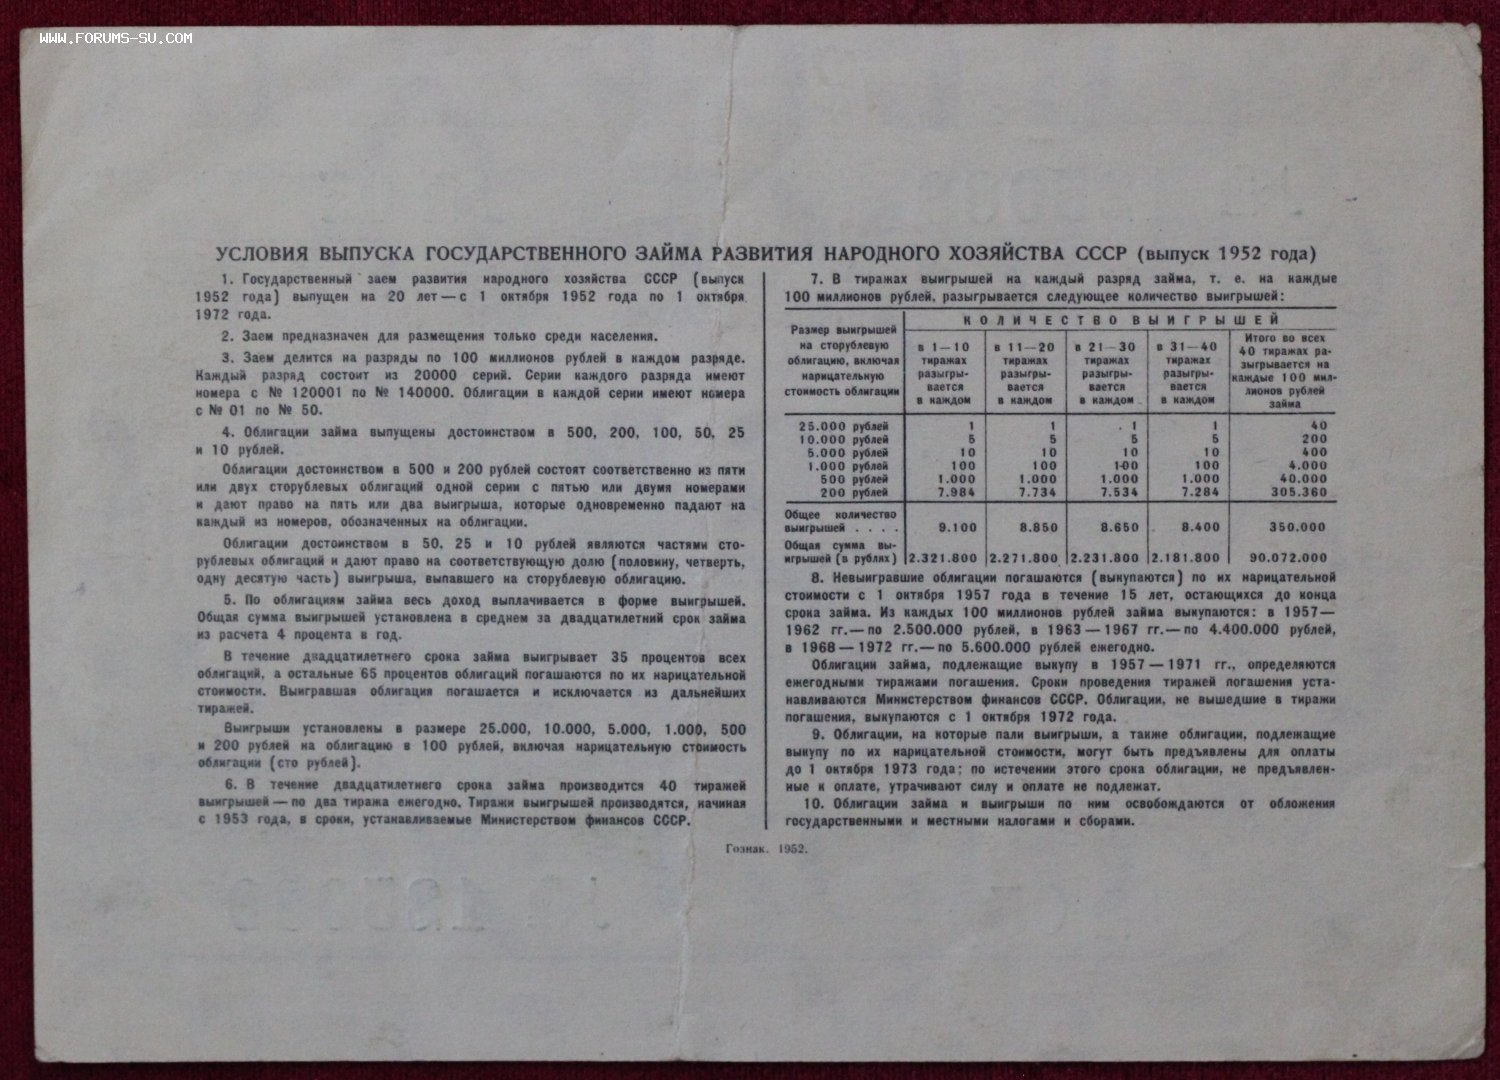 WWW.FORUMS-SU.COM
УСЛОВИЯ ВЫПУСКА ГОСУДАРСТВЕННОГО ЗАЙМА РАЗВИТИЯ НАРОДНОГО ХОЗЯЙСТВА СССР (выпуск 1952 года)
1. Государственный заем развития народного хозяйства СССР (выпуск
1952 года) выпущен на 20 лет — с 1 октября 1952 года по 1 октября
1972 года.
2. Заем предназначен для размещения только среди населения.
3. Заем делится на разряды по 100 миллионов рублей в каждом разряде.
Каждый разряд состоит из 20000 серий. Серии каждого разряда имеют
номера с № 120001 по № 140000. Облигации в каждой серии имеют номера
с № 01 по № 50.
4. Облигации займа выпущены достоинством в 500, 200, 100, 50, 25
и 10 рублей.
Облигации достоинством в 500 и 200 рублей состоят соответственно из пяти
или двух сторублевых облигаций одной серии с пятью или двумя номерами
и дают право на пять или два выигрыша, которые одновременно падают на
каждый из номеров, обозначенных на облигации.
Облигации достоинством в 50, 25 и 10 рублей являются частями сто-
рублевых облигаций и дают право на соответствующую долю (половину, четверть,
одну десятую часть) выигрыша, выпавшего на сторублевую облигацию.
5. По облигациям займа весь доход выплачивается в форме выигрышей.
Общая сумма выигрышей установлена в среднем за двадцатилетний срок займа
из расчета 4 процента в год.
В течение двадцатилетнего срока займа выигрывает 35 процентов всех
облигаций, а остальные 65 процентов облигаций погашаются по их нарицательной
стоимости. Выигравшая облигация погашается и исключается из дальнейших
тиражей.
Выигрыши установлены в размере 25.000, 10.000, 5.000, 1.000, 500
и 200 рублей на облигацию в 100 рублей, включая нарицательную стоимость
облигации (сто рублей).
6. В течение двадцатилетнего срока займа производится 40 тиражей
выигрышей — по два тиража ежегодно. Тиражи выигрышей производятся, начиная
с 1953 года, в сроки, устанавливаемые Министерством финансов СССР.
7. В тиражах выигрышей на каждый разряд займа, т. е. на каждые
100 миллионов рублей, разыгрывается следующее количество выигрышей:
Размер выигрышей
на сторублевую
облигацию, включая
нарицательную
стоимость облигации
КОЛИЧЕСТВО ВЫИГРЫШЕЙ
в 1—10
тиражах
разыгры-
вается
в каждом
в 11—20
тиражах
разыгры-
вается
в каждом
в 21—30
тиражах
разыгры-
вается
в каждом
в 31—40
тиражах
разыгры-
вается
в каждом
Итого во всех
40 тиражах ра-
зыгрывается на
каждые 100 мил-
лионов рублей
займа
25.000 рублей 1 1 1 1 40
10.000 рублей 5 5 5 5 200
5.000 рублей 10 10 10 10 400
1.000 рублей 100 100 100 100 4.000
500 рублей 1.000 1.000 1.000 1.000 40.000
200 рублей 7.984 7.734 7.534 7.284 305.360
Общее количество
выигрышей . . . . 9.100 8.850 8.650 8.400 350.000
Общая сумма вы-
игрышей (в рублях) 2.321.800 2.271.800 2.231.800 2.181.800 90.072.000
8. Невыигравшие облигации погашаются (выкупаются) по их нарицательной
стоимости с 1 октября 1957 года в течение 15 лет, остающихся до конца
срока займа. Из каждых 100 миллионов рублей займа выкупаются: в 1957—
1962 гг. — по 2.500.000 рублей, в 1963 — 1967 гг. — по 4.400.000 рублей,
в 1968 — 1972 гг. — по 5.600.000 рублей ежегодно.
Облигации займа, подлежащие выкупу в 1957 — 1971 гг., определяются
ежегодными тиражами погашения. Сроки проведения тиражей погашения уста-
навливаются Министерством финансов СССР. Облигации, не вышедшие в тиражи
погашения, выкупаются с 1 октября 1972 года.
9. Облигации, на которые пали выигрыши, а также облигации, подлежащие
выкупу по их нарицательной стоимости, могут быть предъявлены для оплаты
до 1 октября 1973 года; по истечении этого срока облигации, не предъявлен-
ные к оплате, утрачивают силу и оплате не подлежат.
10. Облигации займа и выигрыши по ним освобождаются от обложения
государственными и местными налогами и сборами.
Гознак. 1952.